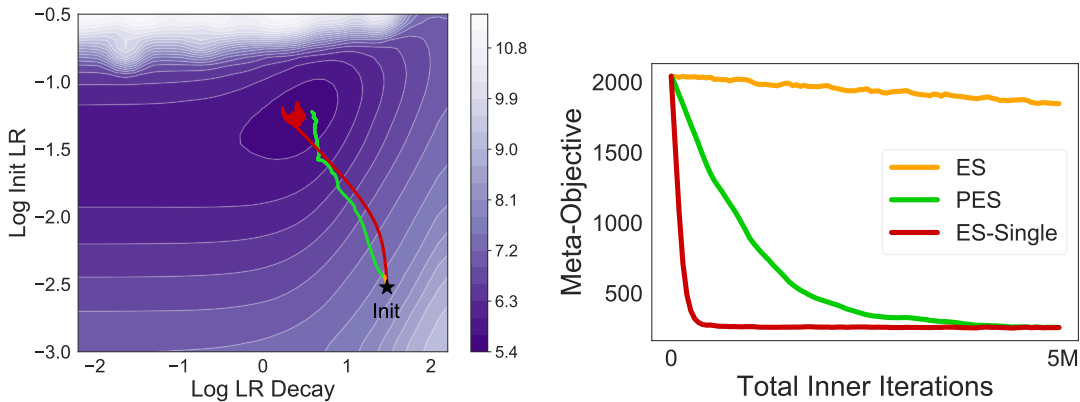 −0.5
−1.0
−1.5
−2.0
−2.5
−3.0
Log Init LR
−2
−1
0
1
2
Log LR Decay
Init
10.8
9.9
9.0
8.1
7.2
6.3
5.4
2000
1500
1000
500
Meta-Objective
0
5M
Total Inner Iterations
ES
PES
ES-Single